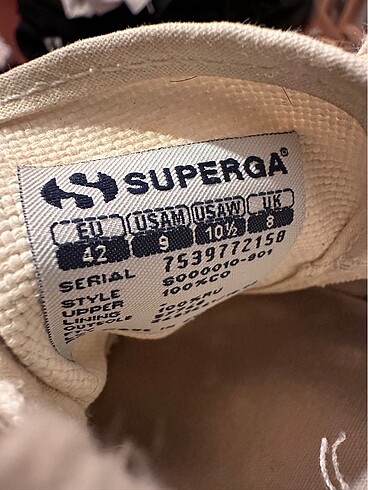 SUPERGA®
EU USAM USAW UK
42 9 10½ 8
SERIAL 7539772158
STYLE S000010-901
UPPER 100%CO
LINING
OUTSOLE